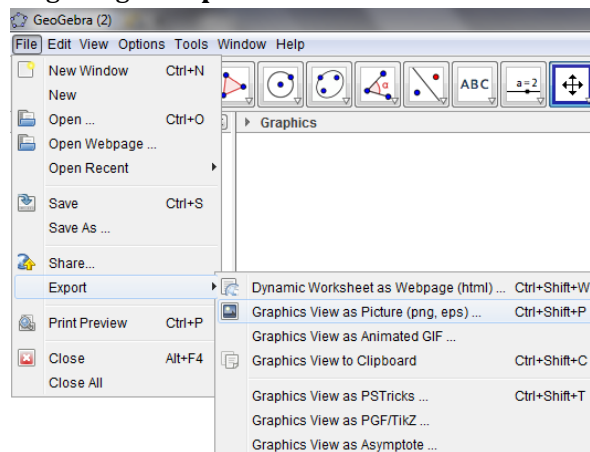 GeoGebra (2)
File Edit View Options Tools Window Help
ABC
a=2
Graphics
New Window Ctrl+N
New
Open ... Ctrl+O
Open Webpage ...
Open Recent
Save Ctrl+S
Save As ...
Share...
Export
Print Preview Ctrl+P
Close Alt+F4
Close All
Dynamic Worksheet as Webpage (html) ... Ctrl+Shift+W
Graphics View as Picture (png, eps) ... Ctrl+Shift+P
Graphics View as Animated GIF ...
Graphics View to Clipboard Ctrl+Shift+C
Graphics View as PSTricks ... Ctrl+Shift+T
Graphics View as PGF/TikZ ...
Graphics View as Asymptote ...